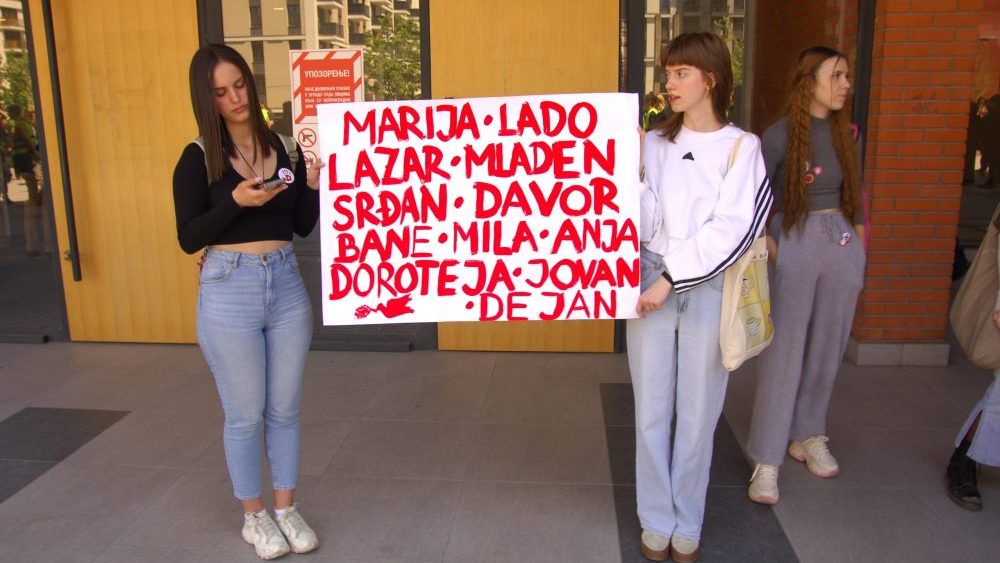 УПОЗОРЕЊЕ!
MARIJA·LADO
LAZAR·MLADEN
SRĐAN·DAVOR
BANE·MILA·ANJA
DOROTEJA·JOVAN
·DEJAN